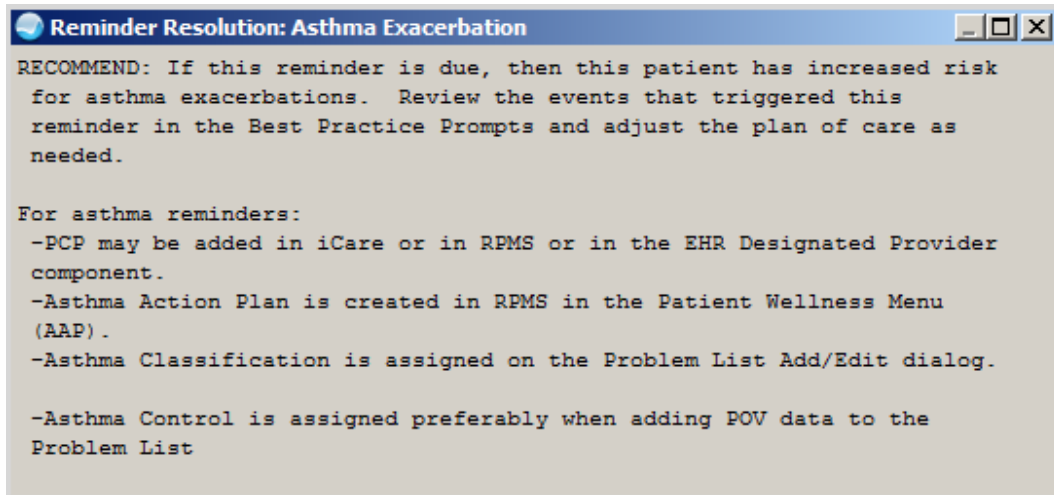 Reminder Resolution: Asthma Exacerbation
RECOMMEND: If this reminder is due, then this patient has increased risk
for asthma exacerbations.  Review the events that triggered this
reminder in the Best Practice Prompts and adjust the plan of care as
needed.
For asthma reminders:
-PCP may be added in iCare or in RPMS or in the EHR Designated Provider
component.
-Asthma Action Plan is created in RPMS in the Patient Wellness Menu
(AAP).
-Asthma Classification is assigned on the Problem List Add/Edit dialog.
-Asthma Control is assigned preferably when adding POV data to the
Problem List